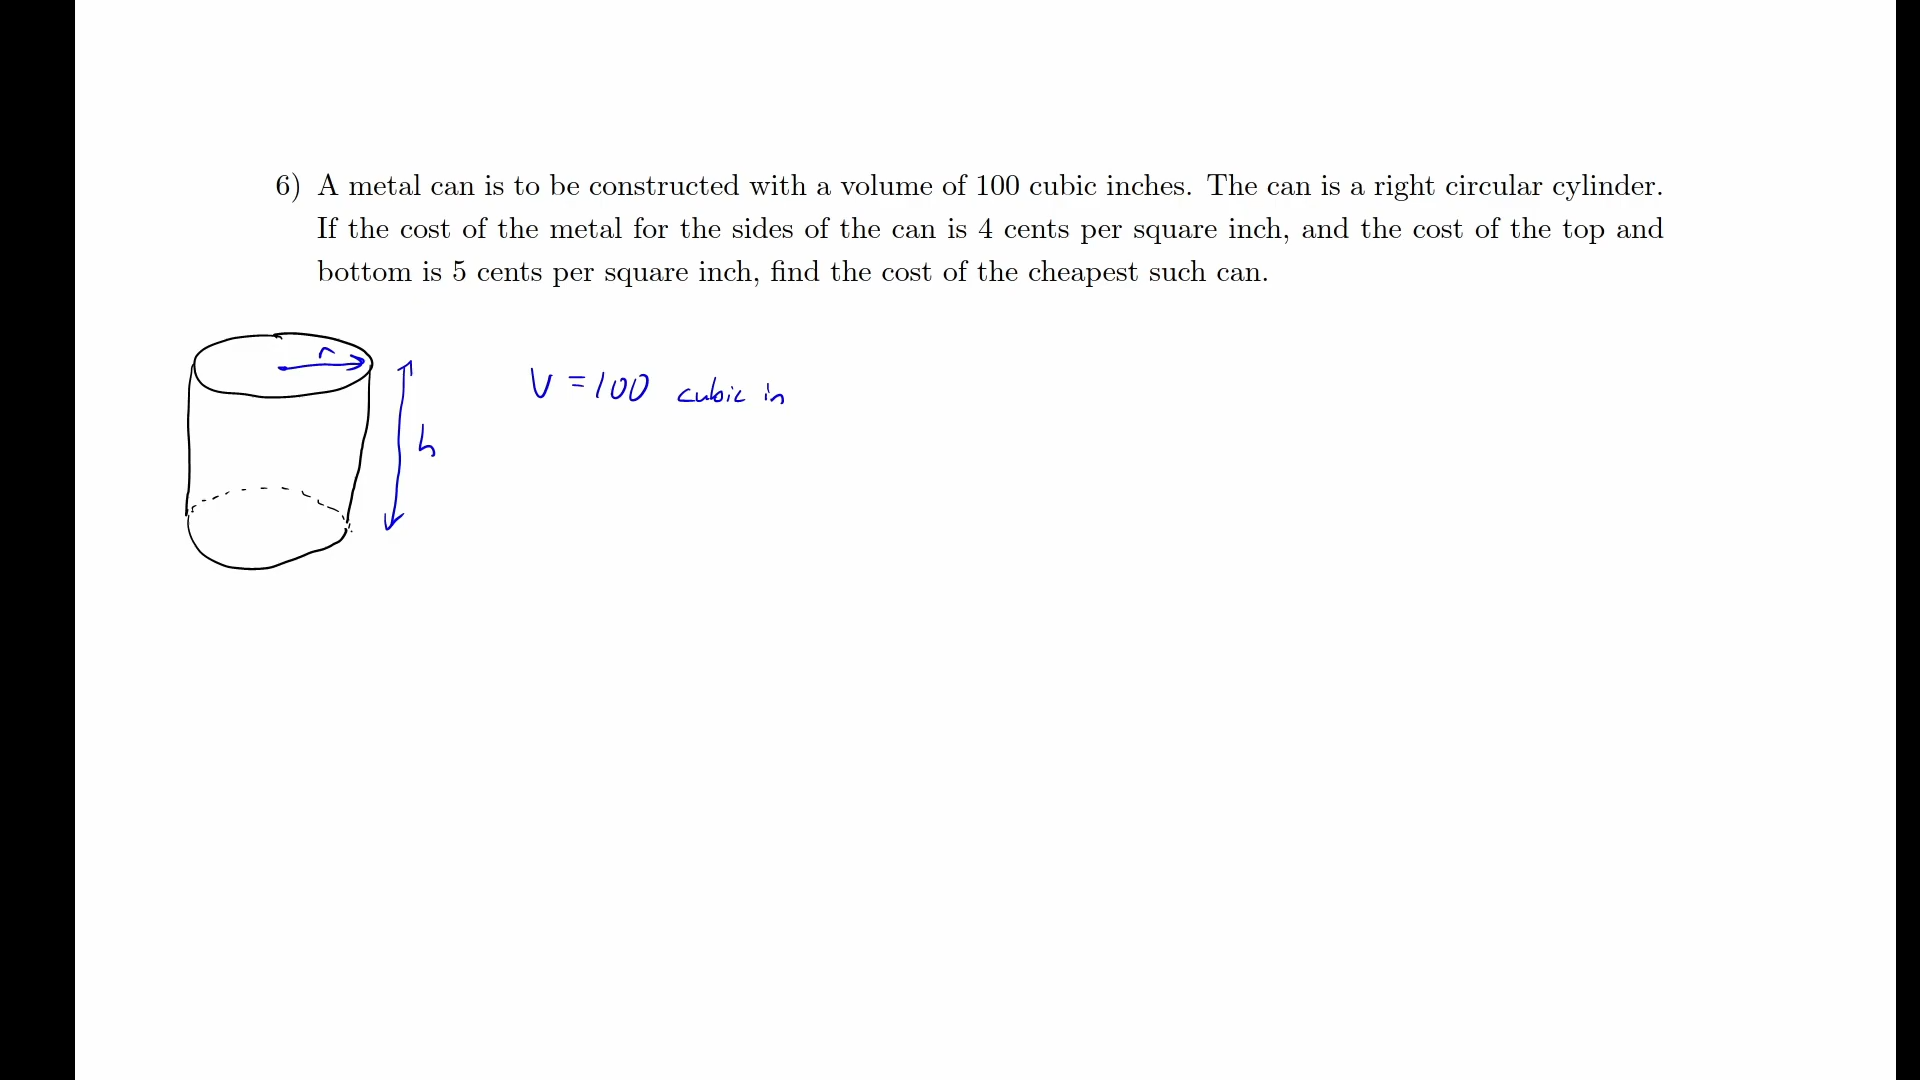 6) A metal can is to be constructed with a volume of 100 cubic inches. The can is a right circular cylinder.
If the cost of the metal for the sides of the can is 4 cents per square inch, and the cost of the top and
bottom is 5 cents per square inch, find the cost of the cheapest such can.
r
V = 100 cubic in
h